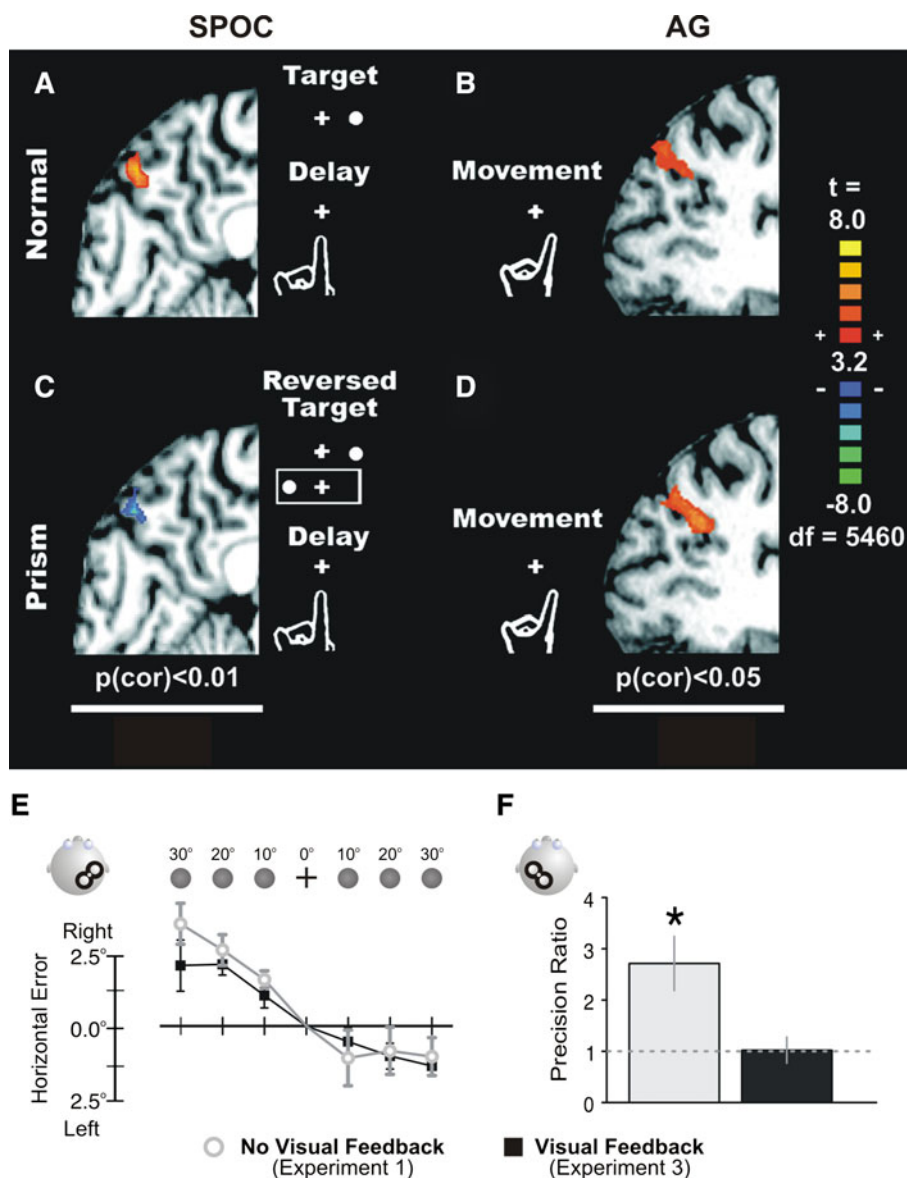 SPOC
AG
A
Target
B
Normal
Delay
Movement
t =
8.0
+ +
3.2
- -
-8.0
df = 5460
C
Reversed
Target
D
Prism
Delay
Movement
p(cor)<0.01
p(cor)<0.05
E
30° 20° 10° 0° 10° 20° 30°
Right
2.5°
0.0°
2.5°
Left
Horizontal Error
F
4
3
2
1
0
Precision Ratio
*
No Visual Feedback
(Experiment 1)
Visual Feedback
(Experiment 3)